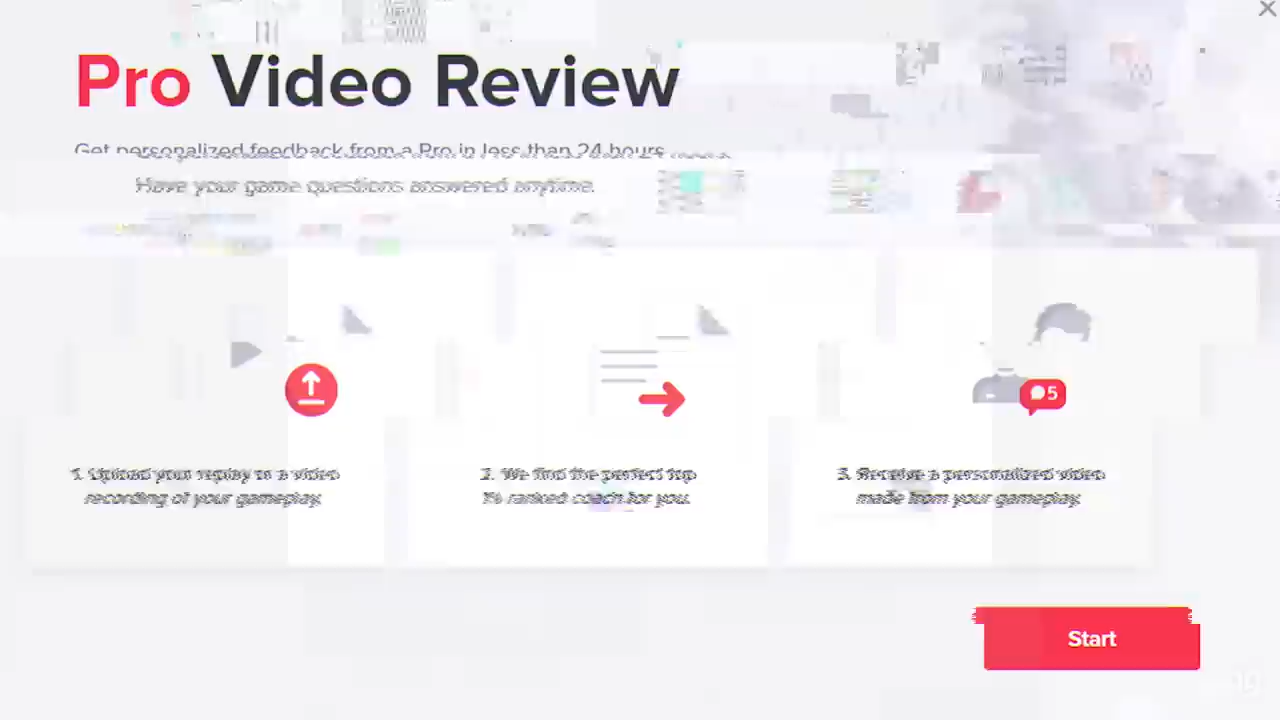 Pro Video Review
Get personalized feedback from a Pro in less than 24 hours.
Have your game questions answered anytime.
5
1. Upload your replay or a video
recording of your gameplay.
2. We find the perfect top
1% ranked coach for you.
3. Receive a personalized video
made from your gameplay.
Start